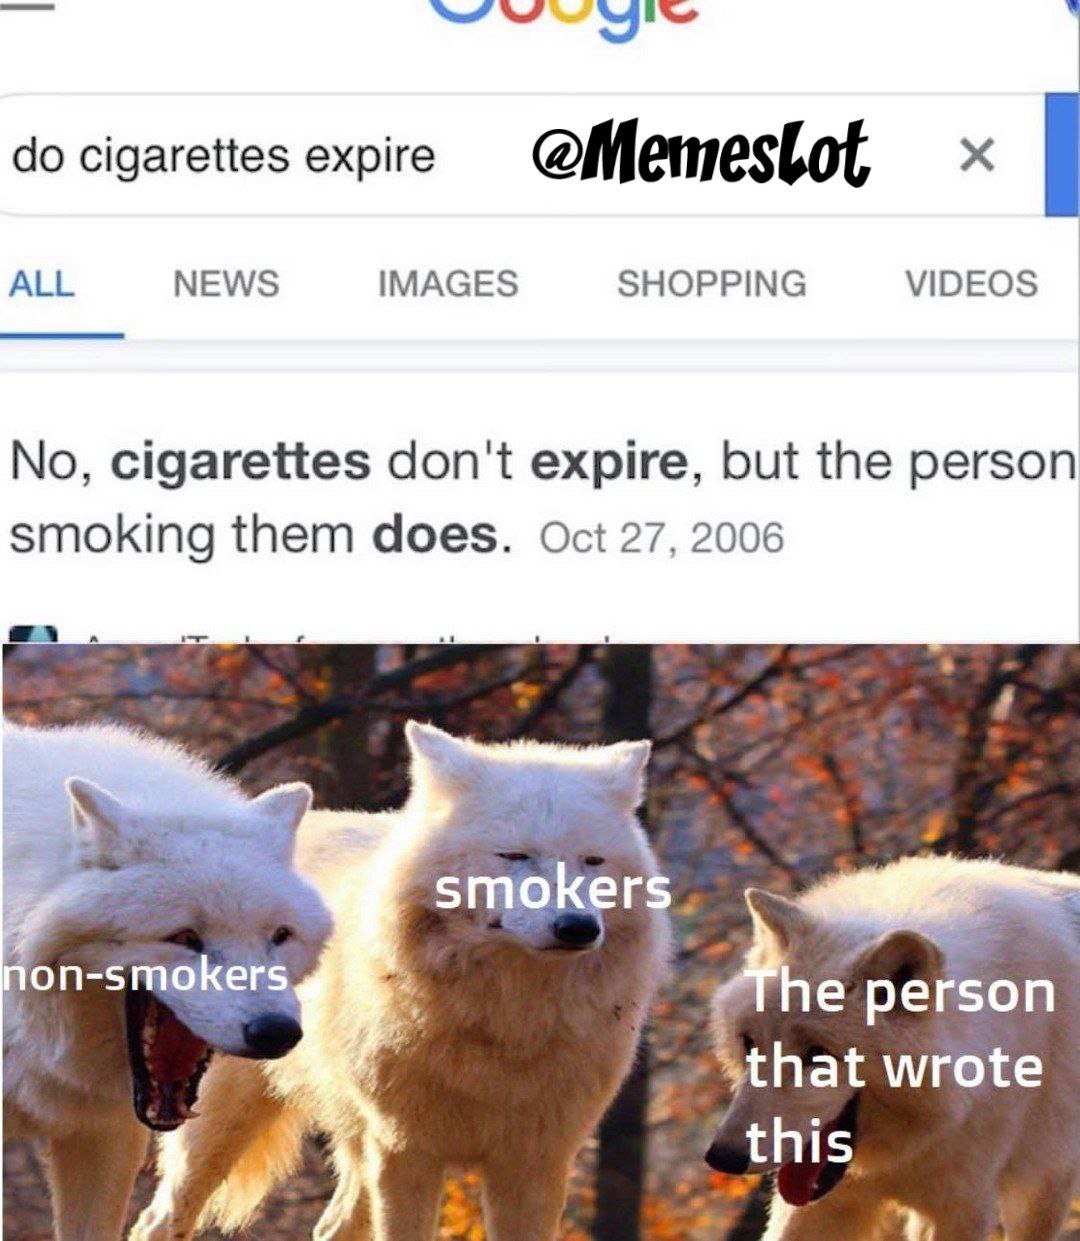 Google
do cigarettes expire @MemesLot ×
ALL NEWS IMAGES SHOPPING VIDEOS
No, cigarettes don't expire, but the person
smoking them does. Oct 27, 2006
smokers
non-smokers
The person
that wrote
this